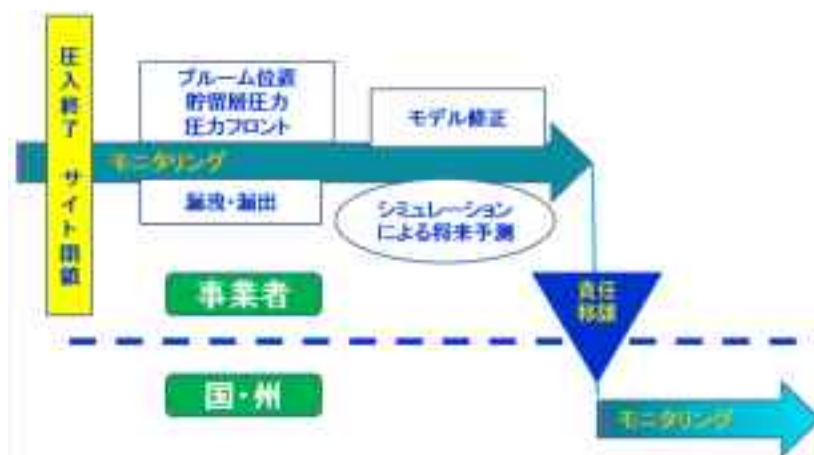 圧入終了 サイト閉鎖
プルーム位置
貯留層圧力
圧力フロント
モデル修正
モニタリング
漏洩・漏出
シミュレーション
による将来予測
事業者
責任
移譲
国・州
モニタリング